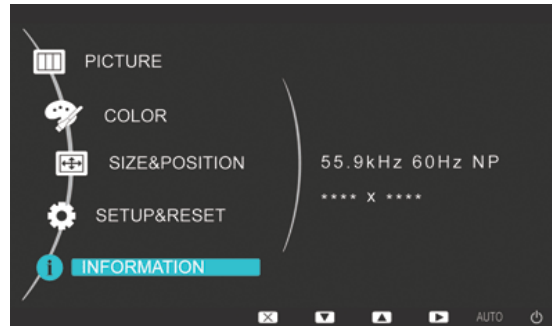 PICTURE
COLOR
SIZE&POSITION
55.9kHz 60Hz NP
**** x ****
SETUP&RESET
INFORMATION
AUTO